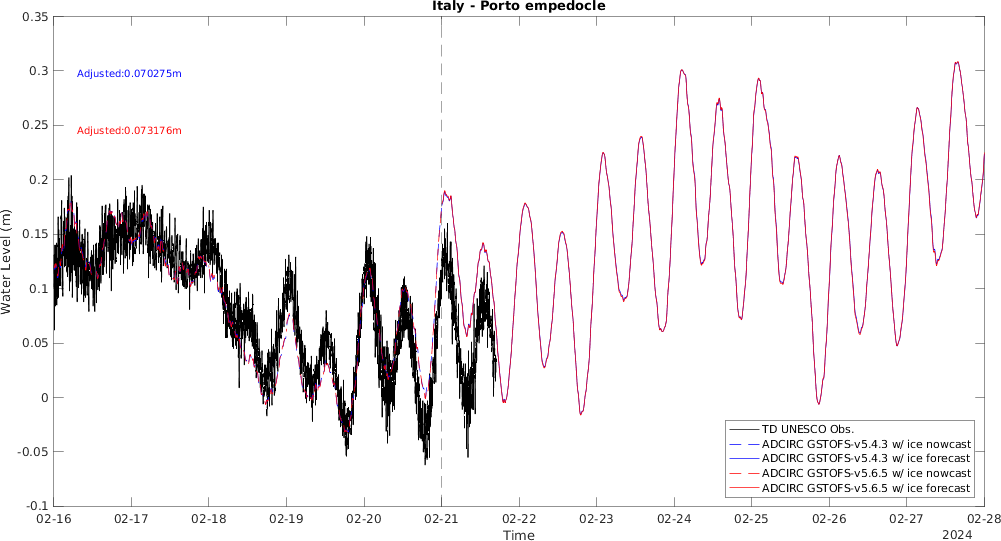 Italy - Porto empedocle
0.35
0.3
0.25
0.2
0.15
0.1
0.05
0
-0.05
-0.1
Water Level (m)
Adjusted:0.070275m
Adjusted:0.073176m
TD UNESCO Obs.
ADCIRC GSTOFS-v5.4.3 w/ ice nowcast
ADCIRC GSTOFS-v5.4.3 w/ ice forecast
ADCIRC GSTOFS-v5.6.5 w/ ice nowcast
ADCIRC GSTOFS-v5.6.5 w/ ice forecast
02-16 02-17 02-18 02-19 02-20 02-21 02-22 02-23 02-24 02-25 02-26 02-27 02-28
Time
2024